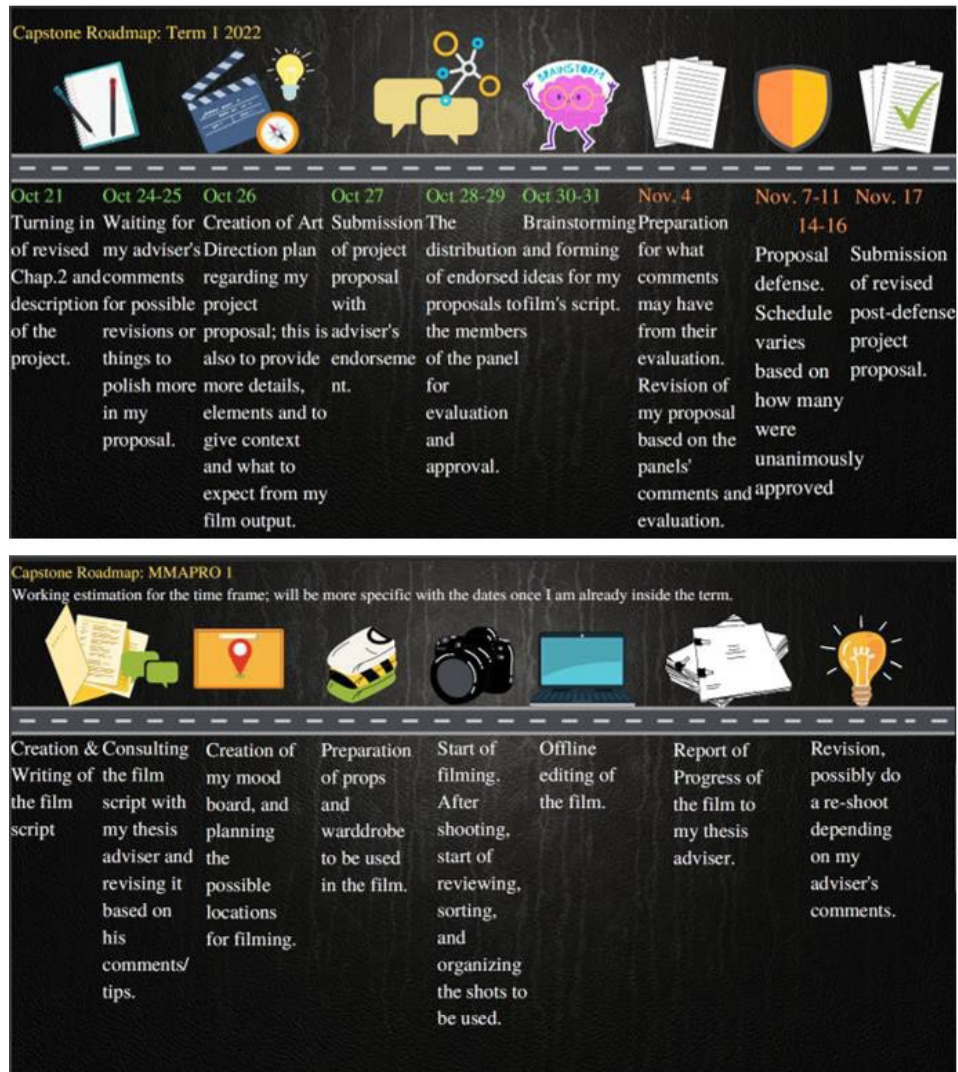 Capstone Roadmap: Term 1 2022
BRAINSTORM
Oct 21
Turning in
of revised
Chap.2 and
description
of the
project.
Oct 24-25
Waiting for
my adviser's
comments
for possible
revisions or
things to
polish more
in my
proposal.
Oct 26
Creation of Art
Direction plan
regarding my
project
proposal; this is
also to provide
more details,
elements and to
give context
and what to
expect from my
film output.
Oct 27
Submission
of project
proposal
with
adviser's
endorseme
nt.
Oct 28-29
The
distribution
of endorsed
proposals to
the members
of the panel
for
evaluation
and
approval.
Oct 30-31
Brainstorming
and forming
ideas for my
film's script.
Nov. 4
Preparation
for what
comments
may have
from their
evaluation.
Revision of
my proposal
based on the
panels'
comments and
evaluation.
Nov. 7-11
14-16
Proposal
defense.
Schedule
varies
based on
how many
were
unanimously
approved
Nov. 17
Submission
of revised
post-defense
project
proposal.
Capstone Roadmap: MMAPRO 1
Working estimation for the time frame; will be more specific with the dates once I am already inside the term.
Creation &
Writing of
the film
script
Consulting
the film
script with
my thesis
adviser and
revising it
based on
his
comments/
tips.
Creation of
my mood
board, and
planning
the
possible
locations
for filming.
Preparation
of props
and
warddrobe
to be used
in the film.
Start of
filming.
After
shooting,
start of
reviewing,
sorting,
and
organizing
the shots to
be used.
Offline
editing of
the film.
Report of
Progress of
the film to
my thesis
adviser.
Revision,
possibly do
a re-shoot
depending
on my
adviser's
comments.